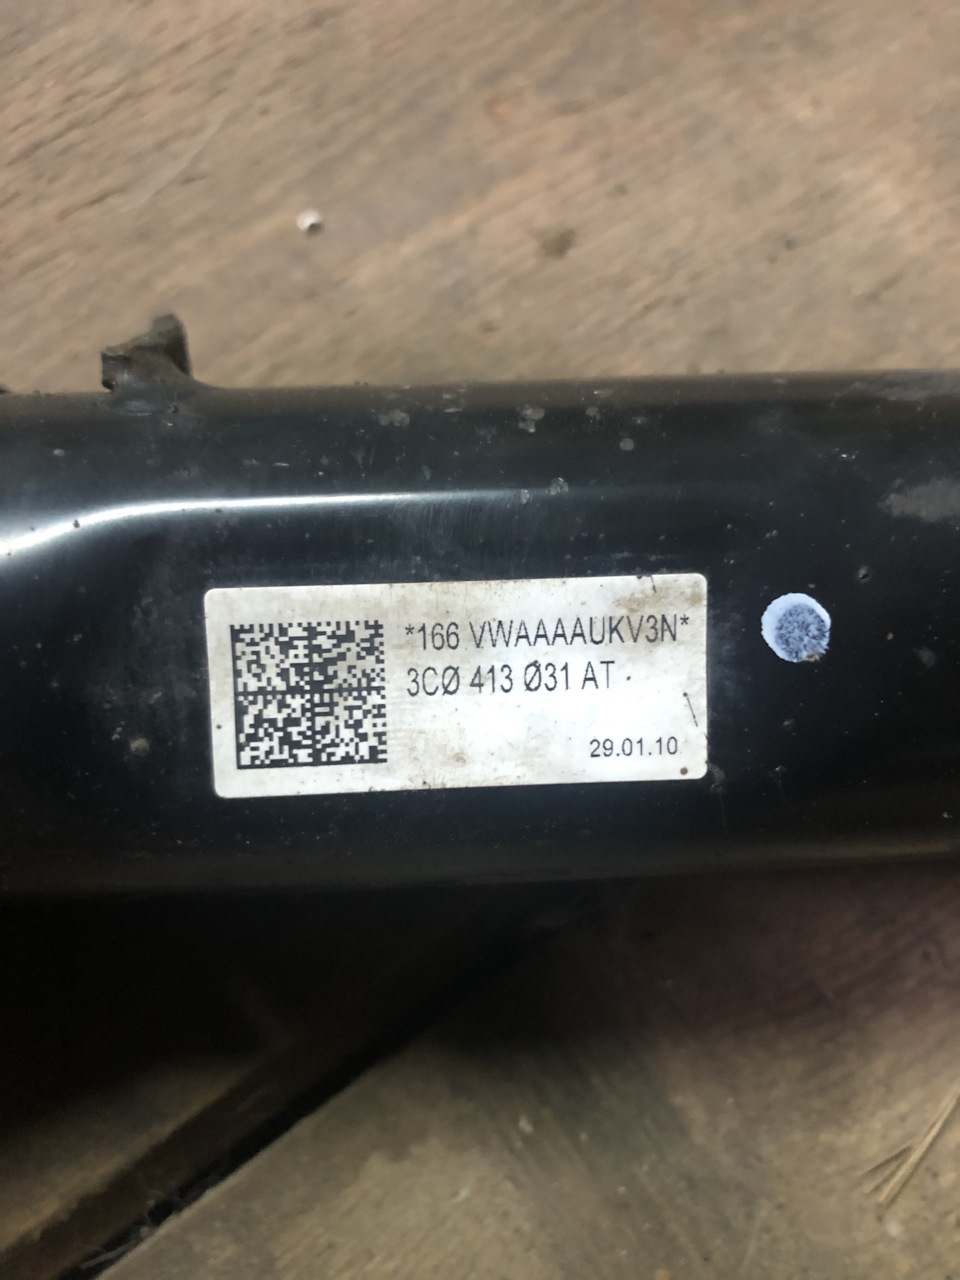 *166 VWAAAAUKV3N*
3CØ 413 Ø31 AT
29.01.10